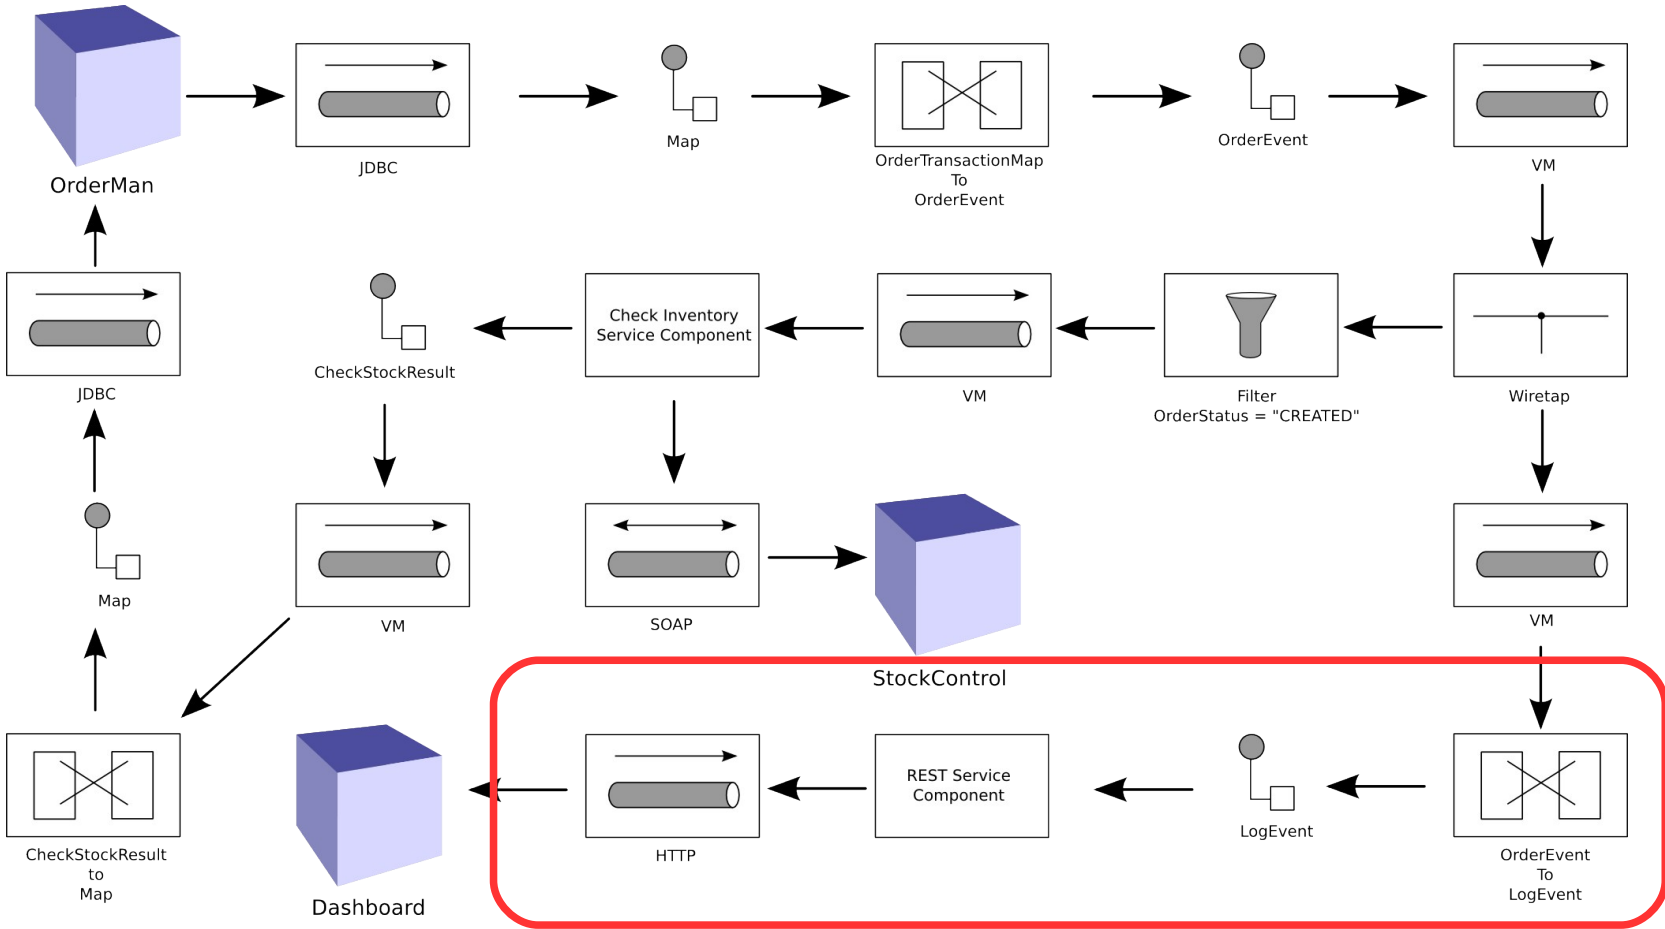 OrderMan
JDBC
Map
OrderTransactionMap
To
OrderEvent
OrderEvent
VM
JDBC
CheckStockResult
Check Inventory
Service Component
VM
Filter
OrderStatus = "CREATED"
Wiretap
Map
VM
SOAP
StockControl
VM
CheckStockResult
to
Map
Dashboard
HTTP
REST Service
Component
LogEvent
OrderEvent
To
LogEvent